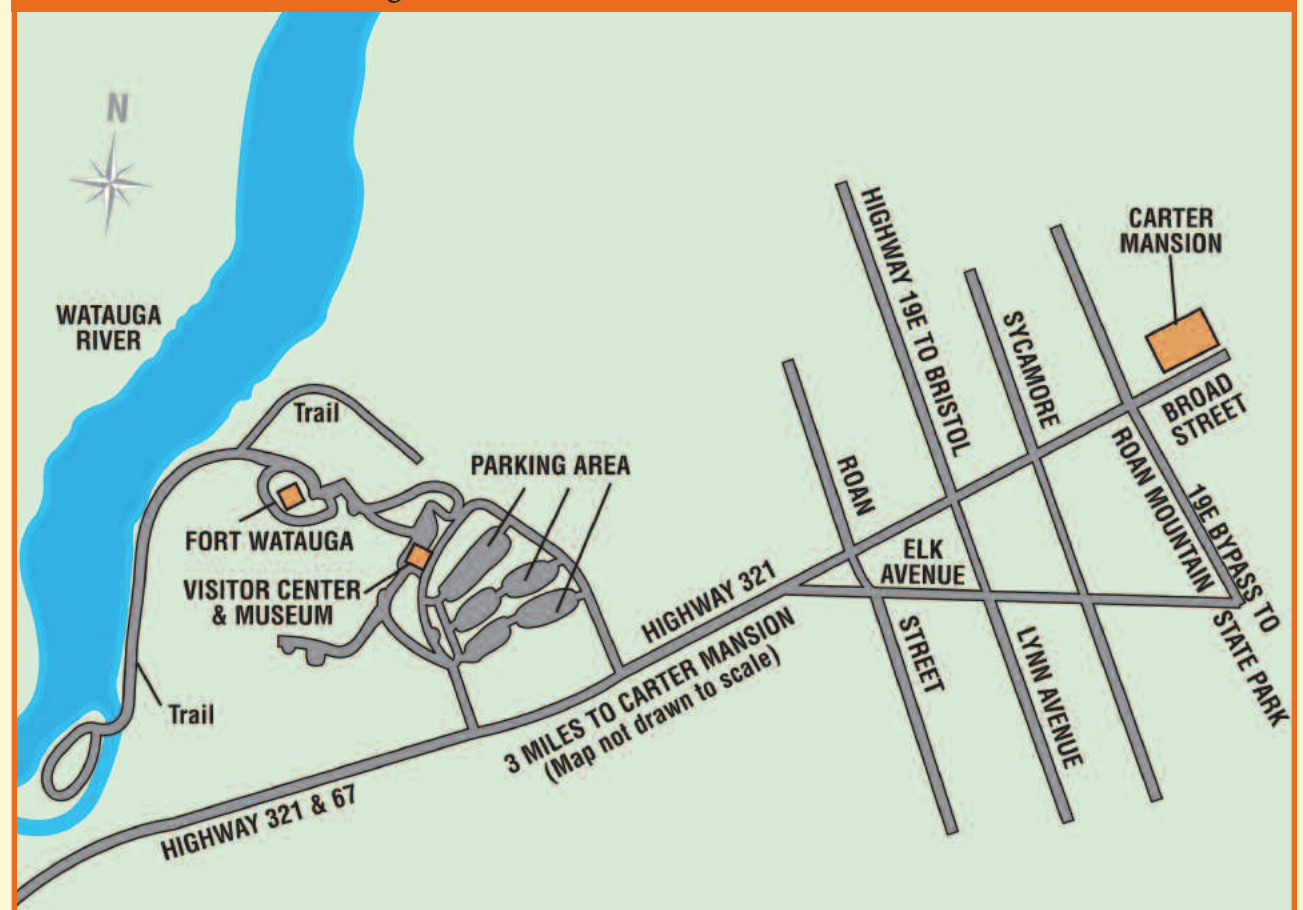 N
WATAUGA
RIVER
Trail
PARKING AREA
FORT WATAUGA
VISITOR CENTER
& MUSEUM
Trail
HIGHWAY 321 & 67
HIGHWAY 321
3 MILES TO CARTER MANSION
(Map not drawn to scale)
ROAN
STREET
ELK
AVENUE
HIGHWAY 19E TO BRISTOL
LYNN AVENUE
SYCAMORE
CARTER
MANSION
BROAD
STREET
19E BYPASS TO
ROAN MOUNTAIN
STATE PARK